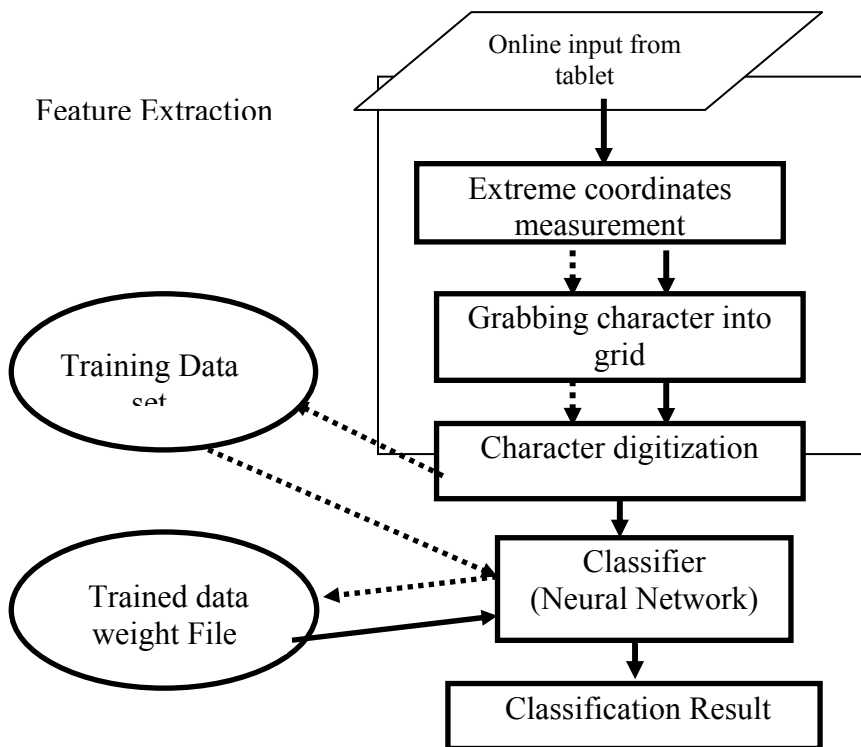 Online input from
tablet
Feature Extraction
Extreme coordinates
measurement
Grabbing character into
grid
Training Data
set
Character digitization
Classifier
(Neural Network)
Trained data
weight File
Classification Result